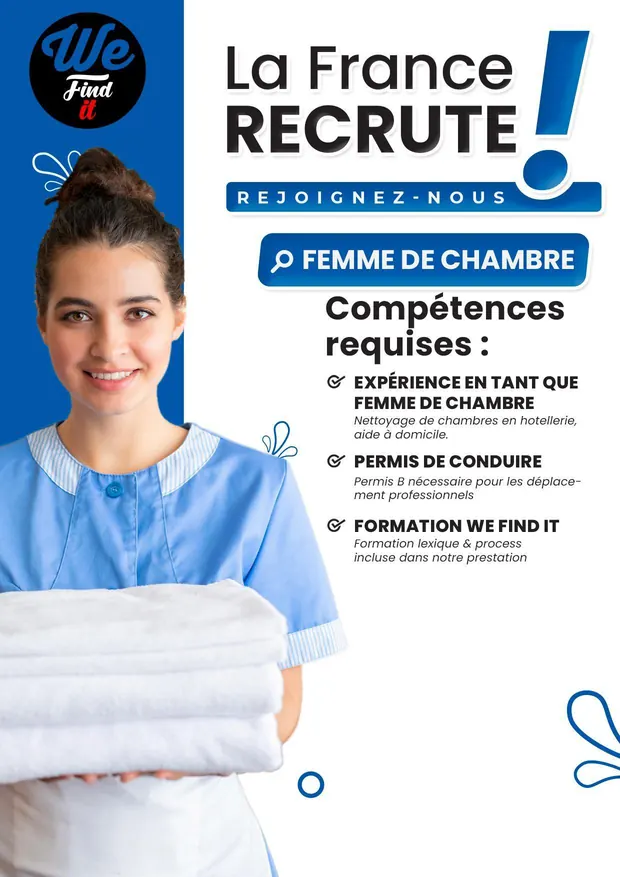 We
Find
it
La France
RECRUTE !
REJOIGNEZ-NOUS
FEMME DE CHAMBRE
Compétences
requises :
EXPÉRIENCE EN TANT QUE
FEMME DE CHAMBRE
Nettoyage de chambres en hotellerie,
aide à domicile.
PERMIS DE CONDUIRE
Permis B nécessaire pour les déplace-
ment professionnels
FORMATION WE FIND IT
Formation lexique & process
incluse dans notre prestation